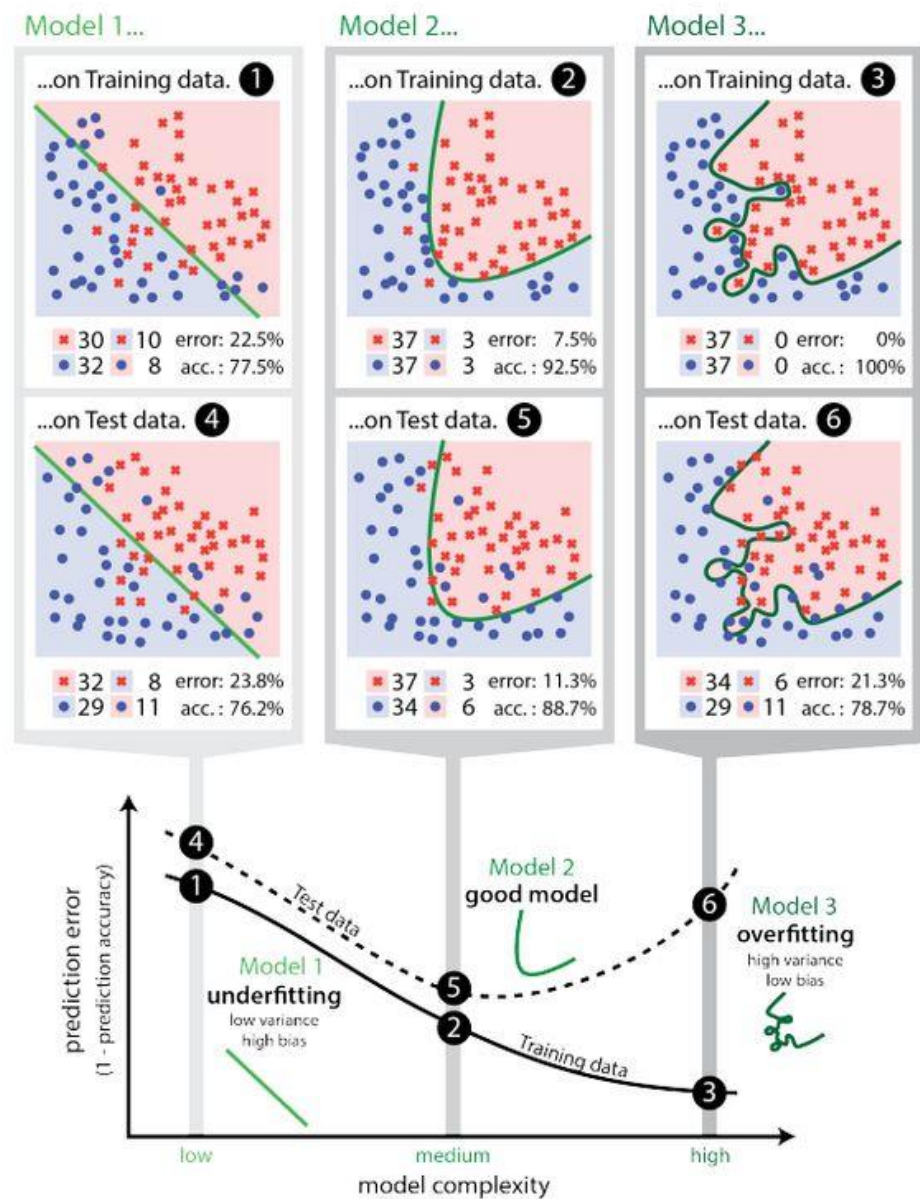 Model 1...
Model 2...
Model 3...
...on Training data. 1
...on Training data. 2
...on Training data. 3
30 10 error: 22.5%
32 8 acc.: 77.5%
37 3 7.5%
37 3 acc.: 92.5%
37 0 error: 0%
37 0 acc. 100%
...on Test data. 4
...on Test data. 5
...on Test data. 6
32 8 error: 23.8%
29 11 acc.: 76.2%
37 3 error: 11.3%
34 6 acc.: 88.7%
34 6 error: 21.3%
29 11 acc.: 78.7%
prediction error
(1 - prediction accuracy)
4
1
Test data
Model 1
underfitting
low variance
high bias
5
2
Model 2
good model
Training data
6
3
Model 3
overfitting
high variance
low bias
low
medium
high
model complexity